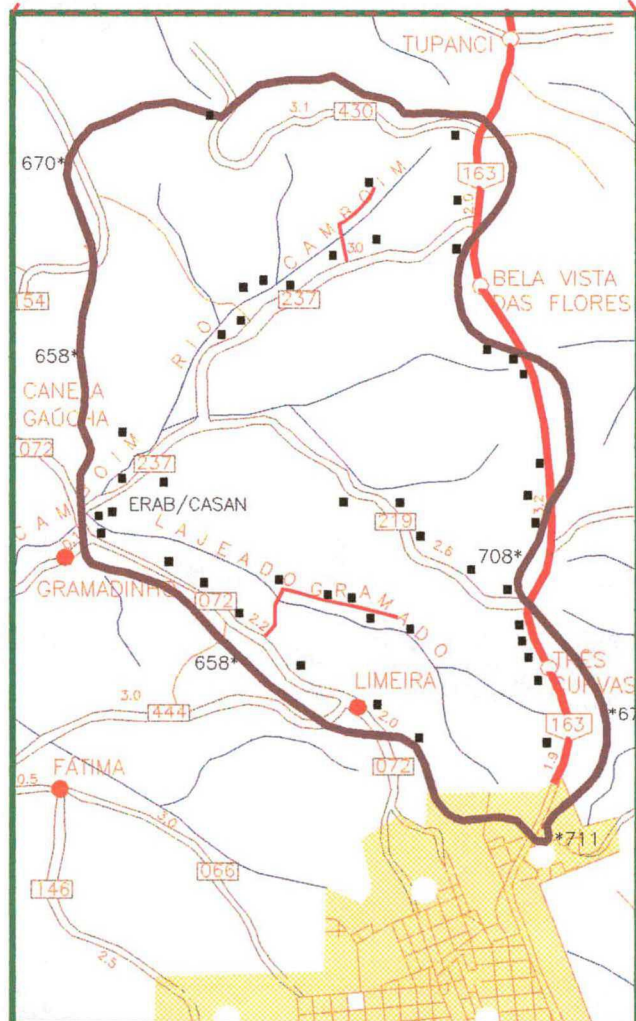 TUPANCI
3.1
430
670*
163
2.0
RIO CAMBOIM
3.0
237
BELA VISTA
DAS FLORES
54
658*
CANELA
GAÚCHA
072
237
CAMBOIM
ERAB/CASAN
LAJEADO GRAMADO
219
3.2
2.6
708*
GRAMADINHO
072
2.2
658*
TRÊS
CURVAS
LIMEIRA
3.0
444
2.0
*67
163
1.9
FÁTIMA
072
0.5
3.0
*711
066
146
2.5